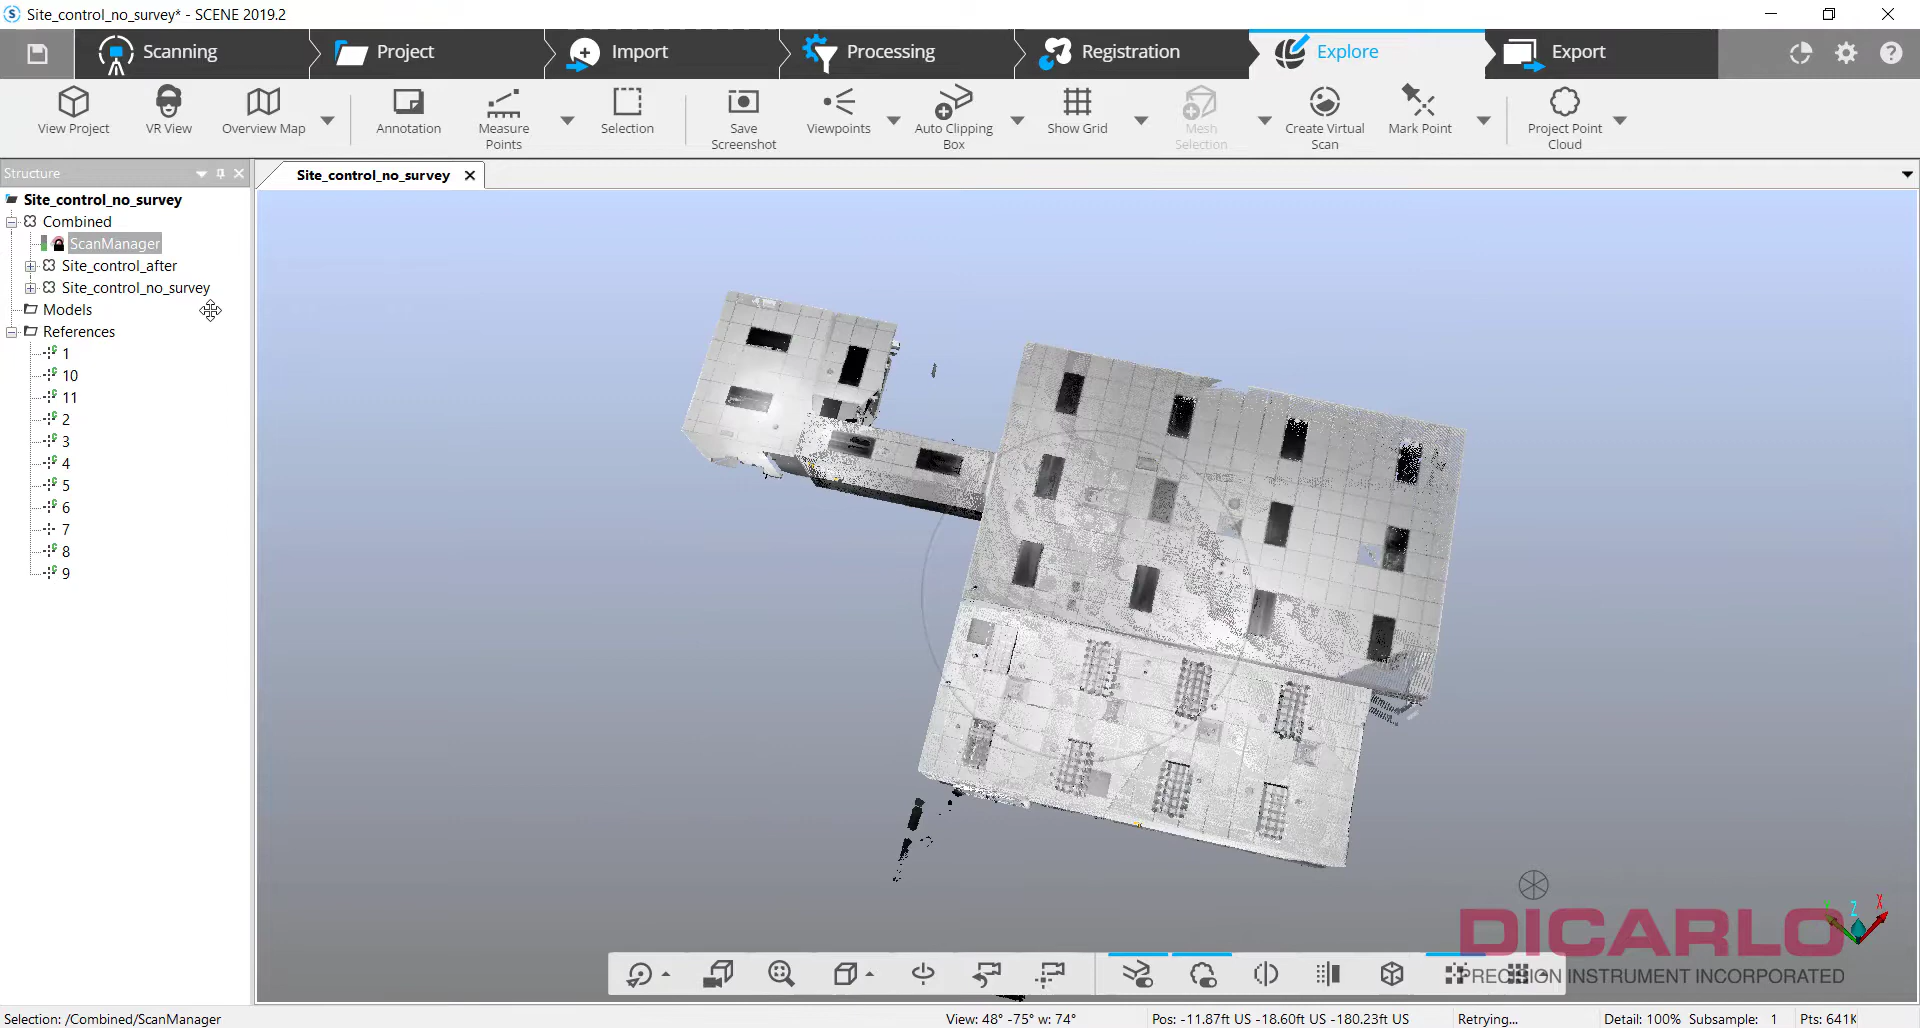 Site_control_no_survey* - SCENE 2019.2
Scanning
Project
Import
Processing
Registration
Explore
Export
View Project
VR View
Overview Map
Annotation
Measure
Points
Selection
Save
Screenshot
Viewpoints
Auto Clipping
Box
Show Grid
Mesh
Selection
Create Virtual
Scan
Mark Point
Project Point
Cloud
Structure
Site_control_no_survey
Site_control_no_survey
Combined
ScanManager
Site_control_after
Site_control_no_survey
Models
References
1
10
11
2
3
4
5
6
7
8
9
Z
X
DICARLO
PRECISION INSTRUMENT INCORPORATED
Selection: /Combined/ScanManager
View: 48° -75° w: 74°
Pos: -11.87ft US -18.60ft US -180.23ft US
Retrying...
Detail: 100%
Subsample: 1
Pts: 641K